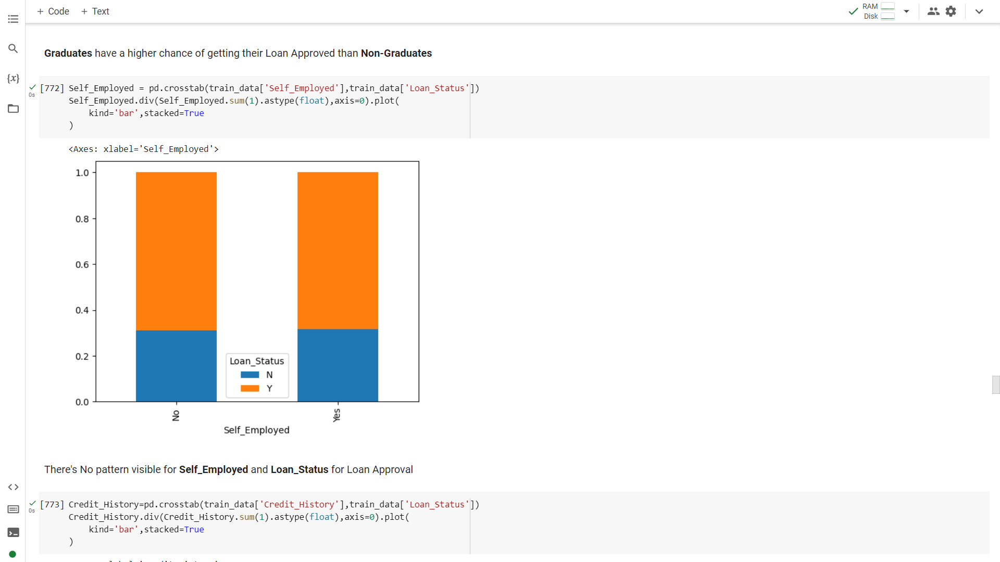 + Code + Text
RAM
Disk
{x}
Graduates have a higher chance of getting their Loan Approved than Non-Graduates
[772] Self_Employed = pd.crosstab(train_data['Self_Employed'],train_data['Loan_Status'])
0s
Self_Employed.div(Self_Employed.sum(1).astype(float),axis=0).plot(
kind='bar',stacked=True
)
<Axes: xlabel='Self_Employed'>
1.0
0.8
0.6
0.4
0.2
0.0
Loan_Status
N
Y
No
Yes
Self_Employed
There's No pattern visible for Self_Employed and Loan_Status for Loan Approval
[773] Credit_History=pd.crosstab(train_data['Credit_History'],train_data['Loan_Status'])
0s
Credit_History.div(Credit_History.sum(1).astype(float),axis=0).plot(
kind='bar',stacked=True
)